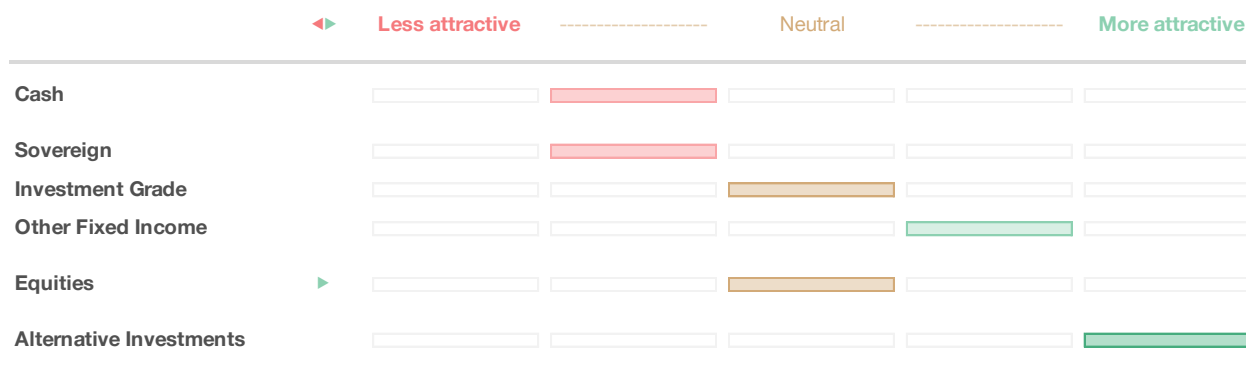 Less attractive Neutral More attractive
Cash
Sovereign
Investment Grade
Other Fixed Income
Equities
Alternative Investments